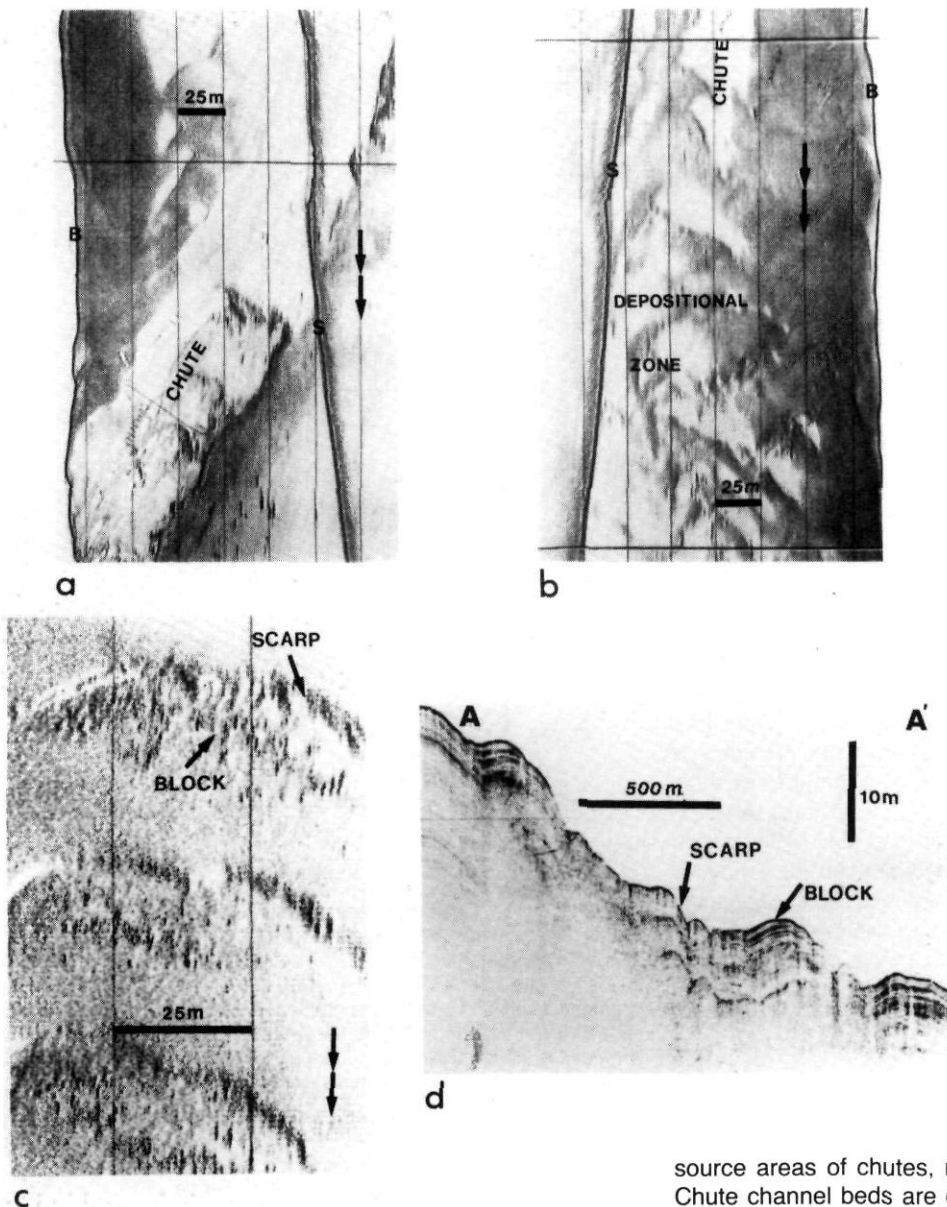 25m
B
S
CHUTE
a
CHUTE
B
S
DEPOSITIONAL
ZONE
25m
b
SCARP
BLOCK
25m
c
A
A'
500 m
10m
SCARP
BLOCK
d
source areas of chutes,
Chute channel beds are